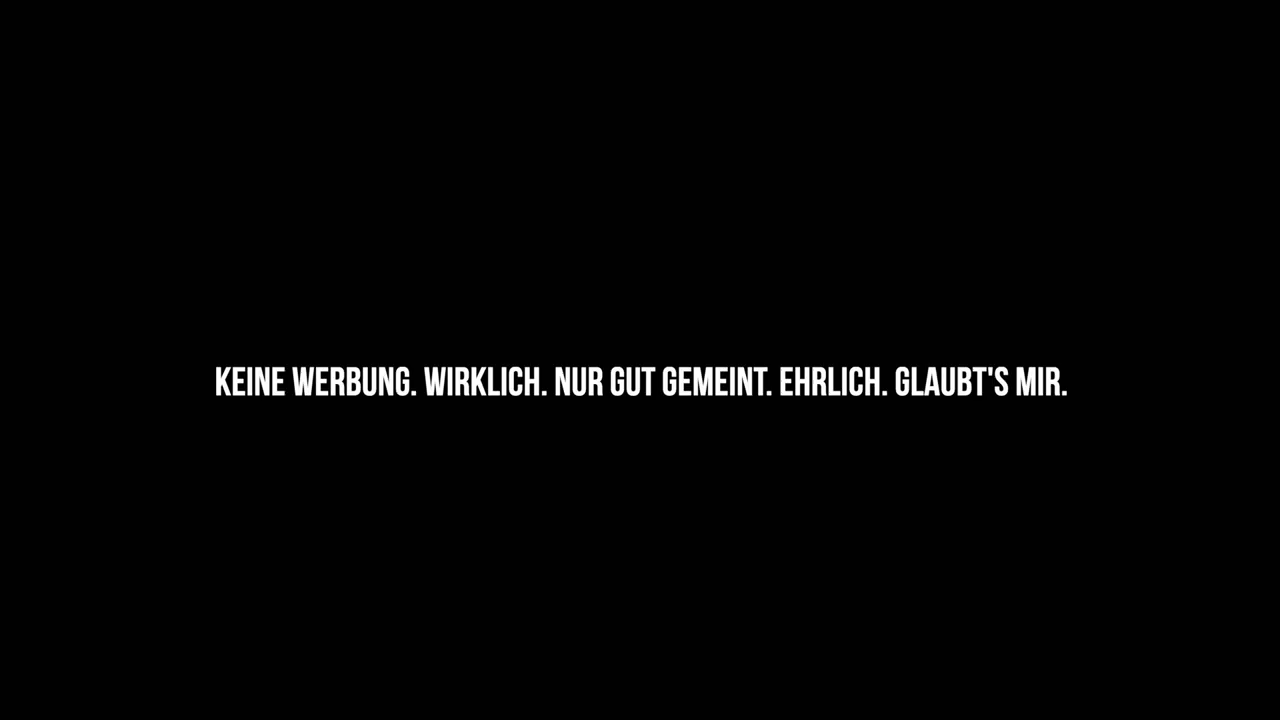 KEINE WERBUNG. WIRKLICH. NUR GUT GEMEINT. EHRLICH. GLAUBT'S MIR.